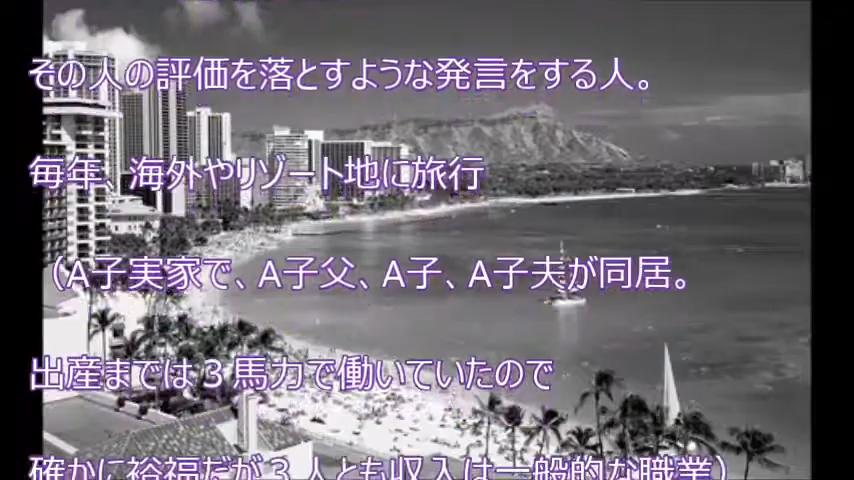 その人の評価を落とすような発言をする人。
毎年、海外やリゾート地に旅行
（A子実家で、A子父、A子、A子夫が同居。
出産までは３馬力で働いていたので
確かに裕福だが３人とも収入は一般的な職業）